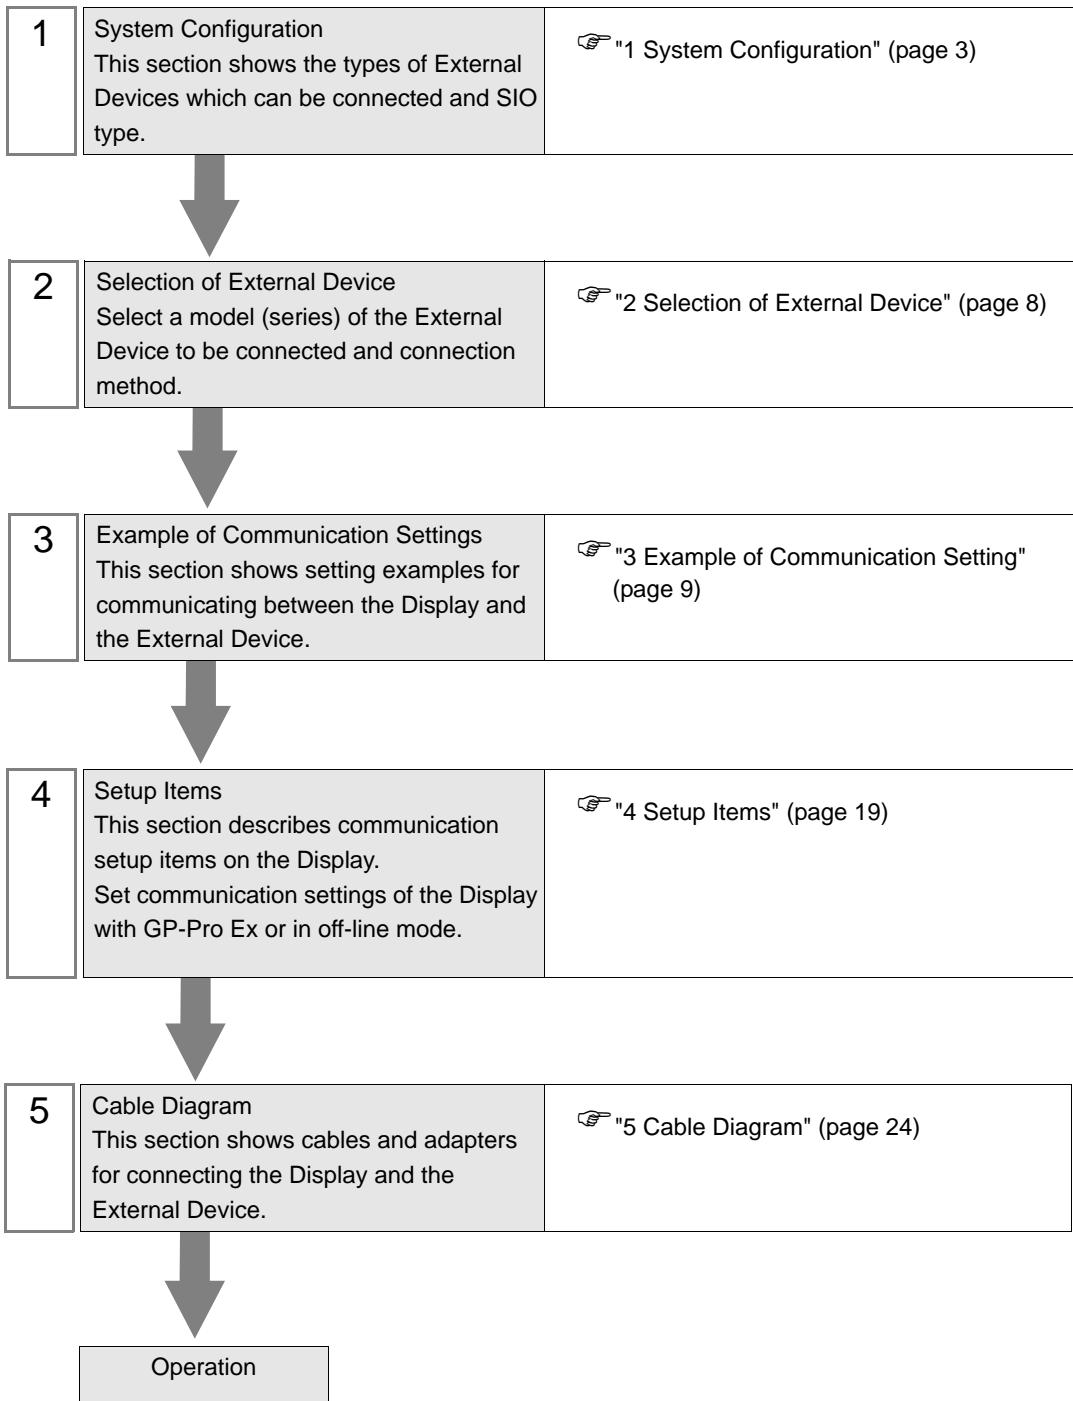 1
System Configuration
This section shows the types of External
Devices which can be connected and SIO
type.
"1 System Configuration" (page 3)
2
Selection of External Device
Select a model (series) of the External
Device to be connected and connection
method.
"2 Selection of External Device" (page 8)
3
Example of Communication Settings
This section shows setting examples for
communicating between the Display and
the External Device.
"3 Example of Communication Setting"
(page 9)
4
Setup Items
This section describes communication
setup items on the Display.
Set communication settings of the Display
with GP-Pro Ex or in off-line mode.
"4 Setup Items" (page 19)
5
Cable Diagram
This section shows cables and adapters
for connecting the Display and the
External Device.
"5 Cable Diagram" (page 24)
Operation